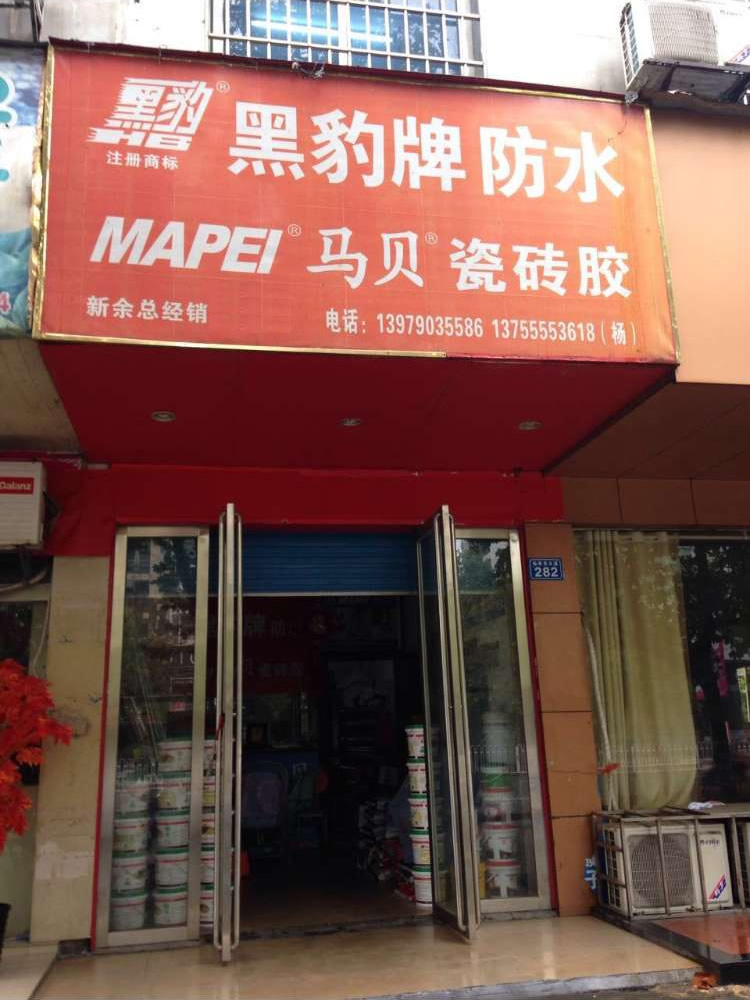 黑豹®
HB
注册商标
黑豹牌 防水
MAPEI® 马贝® 瓷砖胶
新余总经销
电话：13979035586 13755553618（杨）
Galanz
282